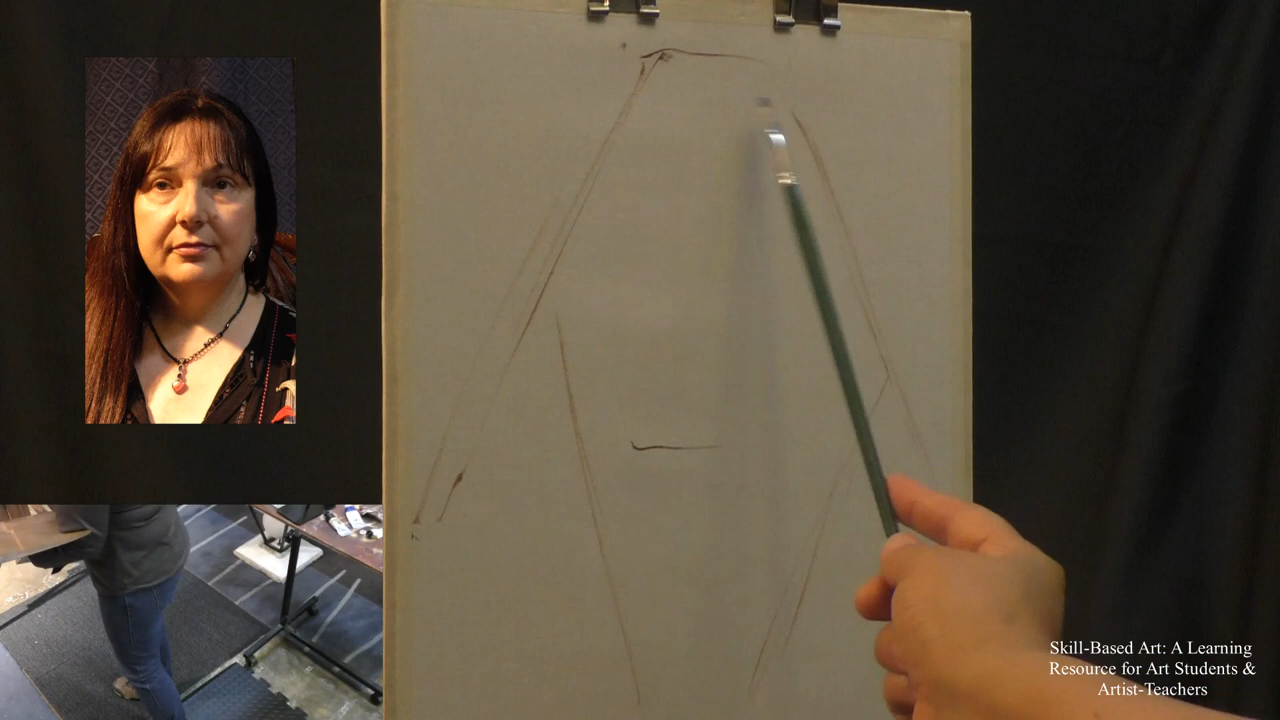 Skill-Based Art: A Learning
Resource for Art Students &
Artist-Teachers